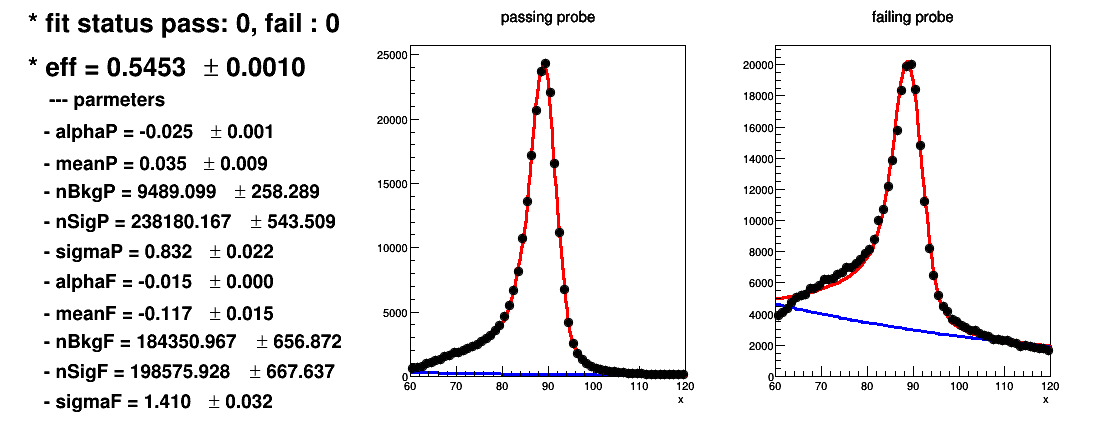 * fit status pass: 0, fail : 0
* eff = 0.5453 ± 0.0010
--- parmeters
- alphaP = -0.025 ± 0.001
- meanP = 0.035 ± 0.009
- nBkgP = 9489.099 ± 258.289
- nSigP = 238180.167 ± 543.509
- sigmaP = 0.832 ± 0.022
- alphaF = -0.015 ± 0.000
- meanF = -0.117 ± 0.015
- nBkgF = 184350.967 ± 656.872
- nSigF = 198575.928 ± 667.637
- sigmaF = 1.410 ± 0.032
passing probe
25000
20000
15000
10000
5000
0
60 70 80 90 100 110 120
x
failing probe
20000
18000
16000
14000
12000
10000
8000
6000
4000
2000
0
60 70 80 90 100 110 120
x